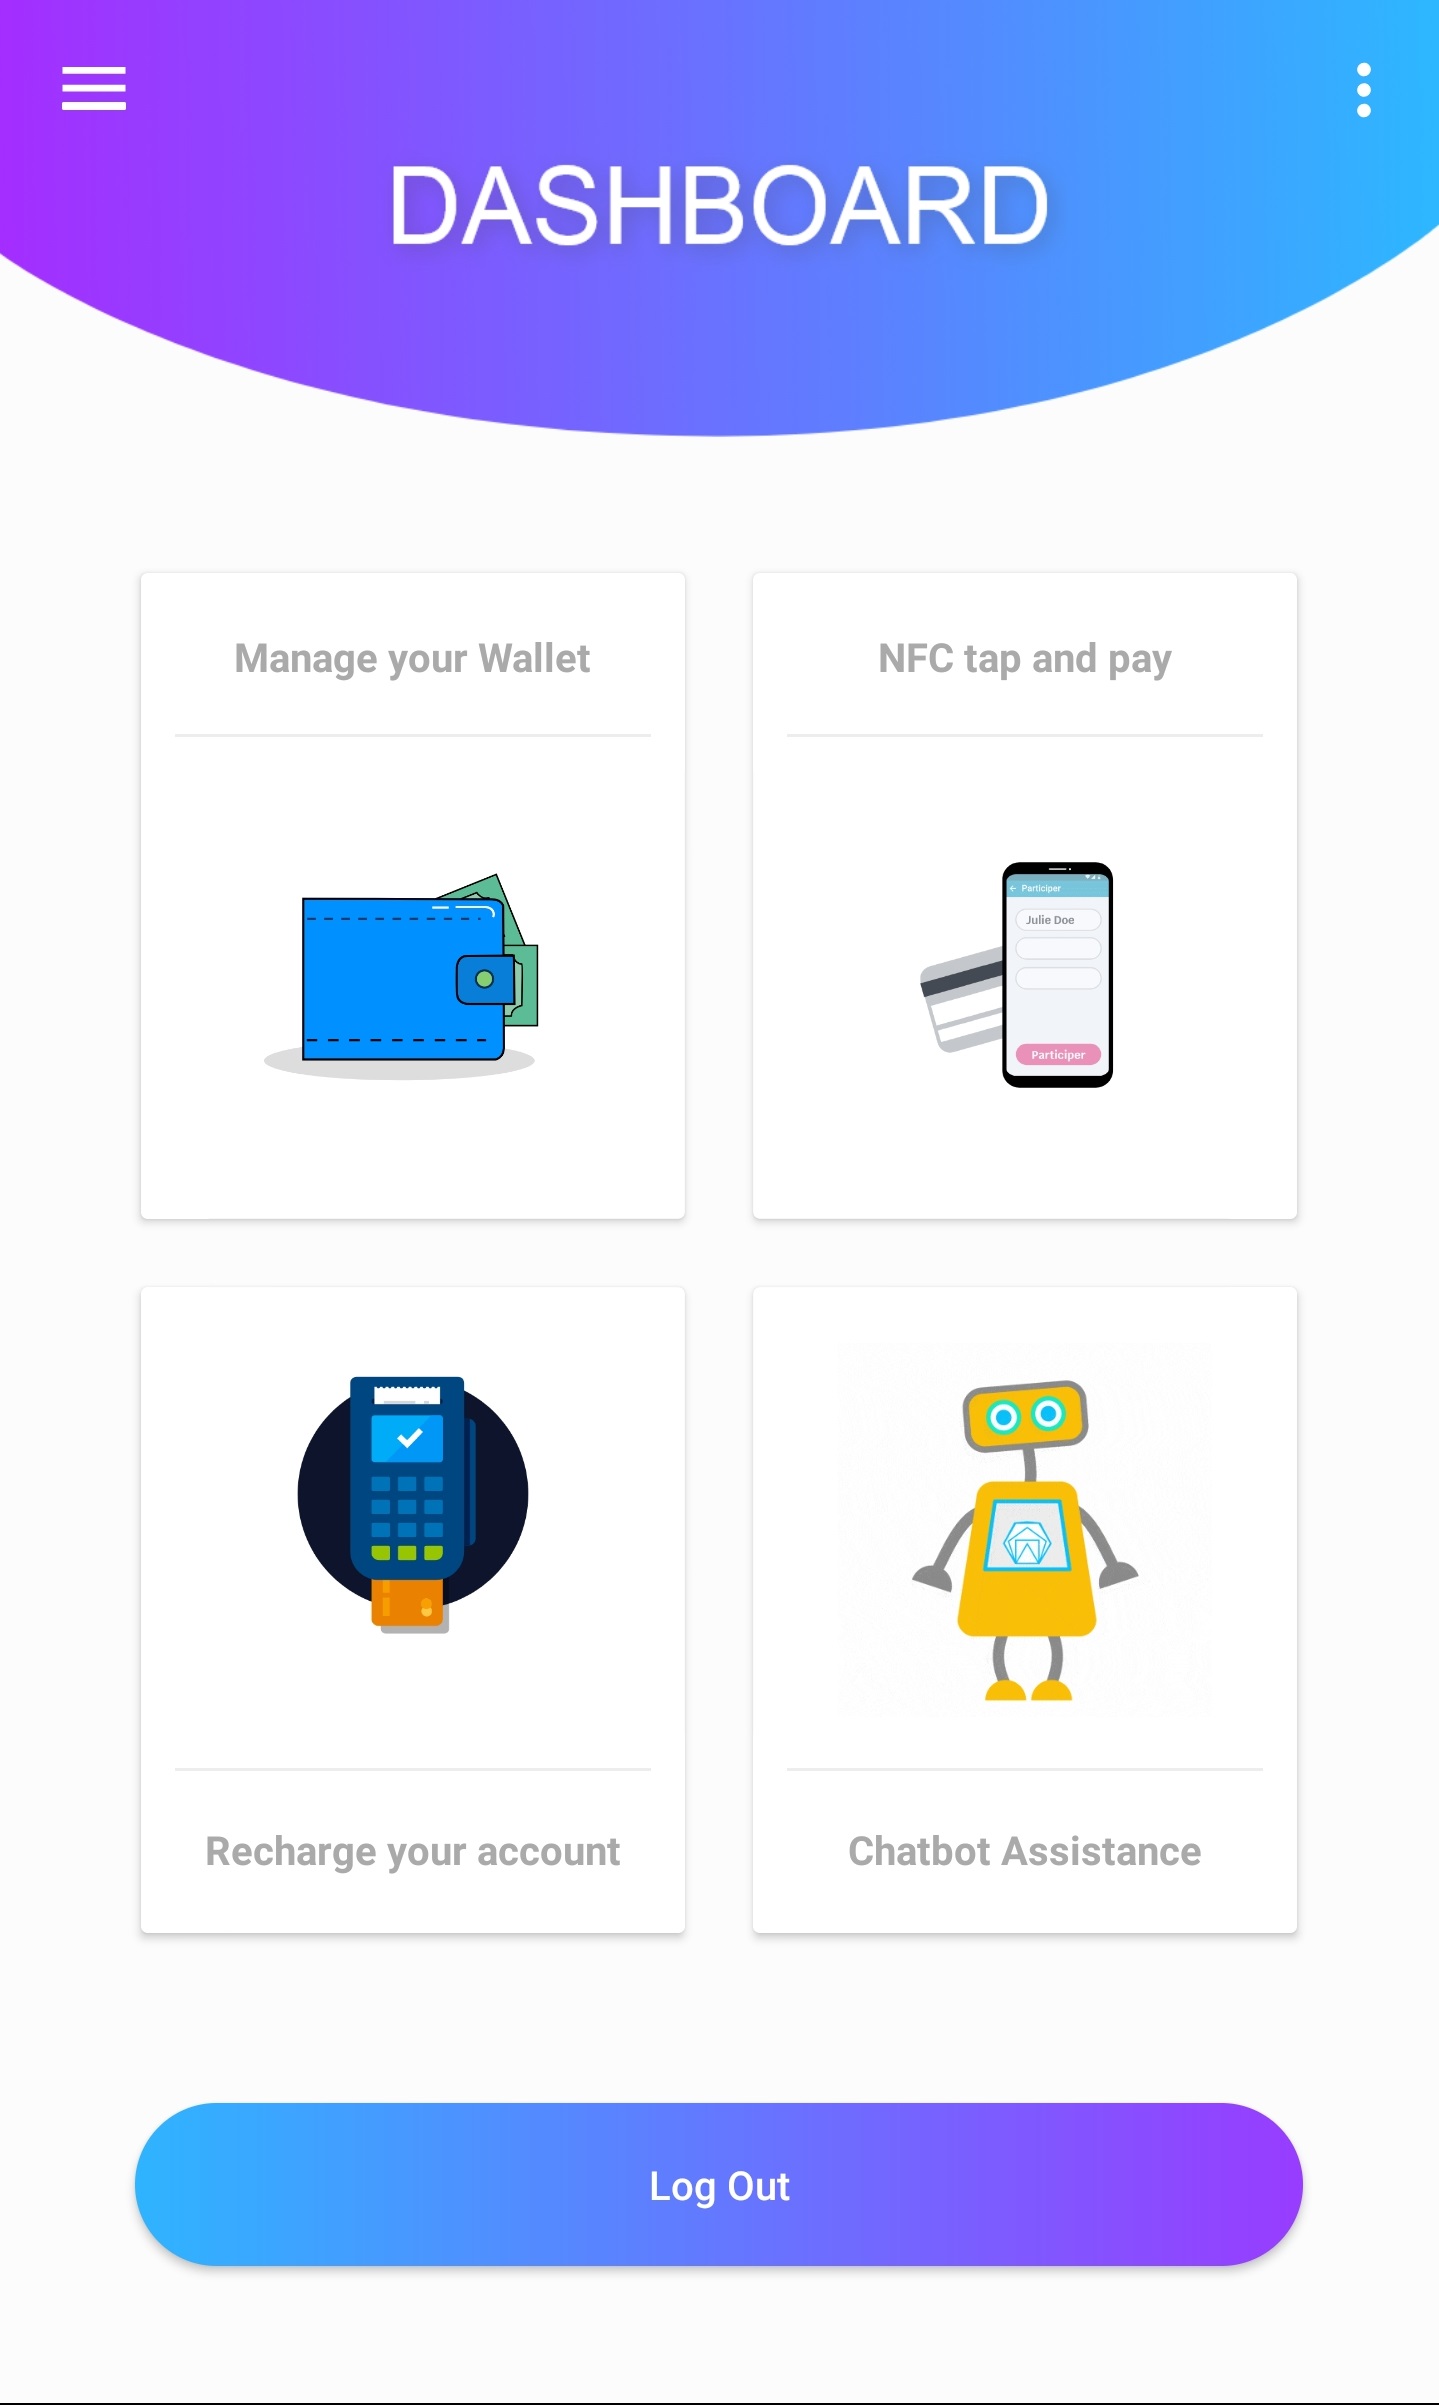 DASHBOARD
Manage your Wallet
NFC tap and pay
Participer
Julie Doe
Participer
Recharge your account
Chatbot Assistance
Log Out